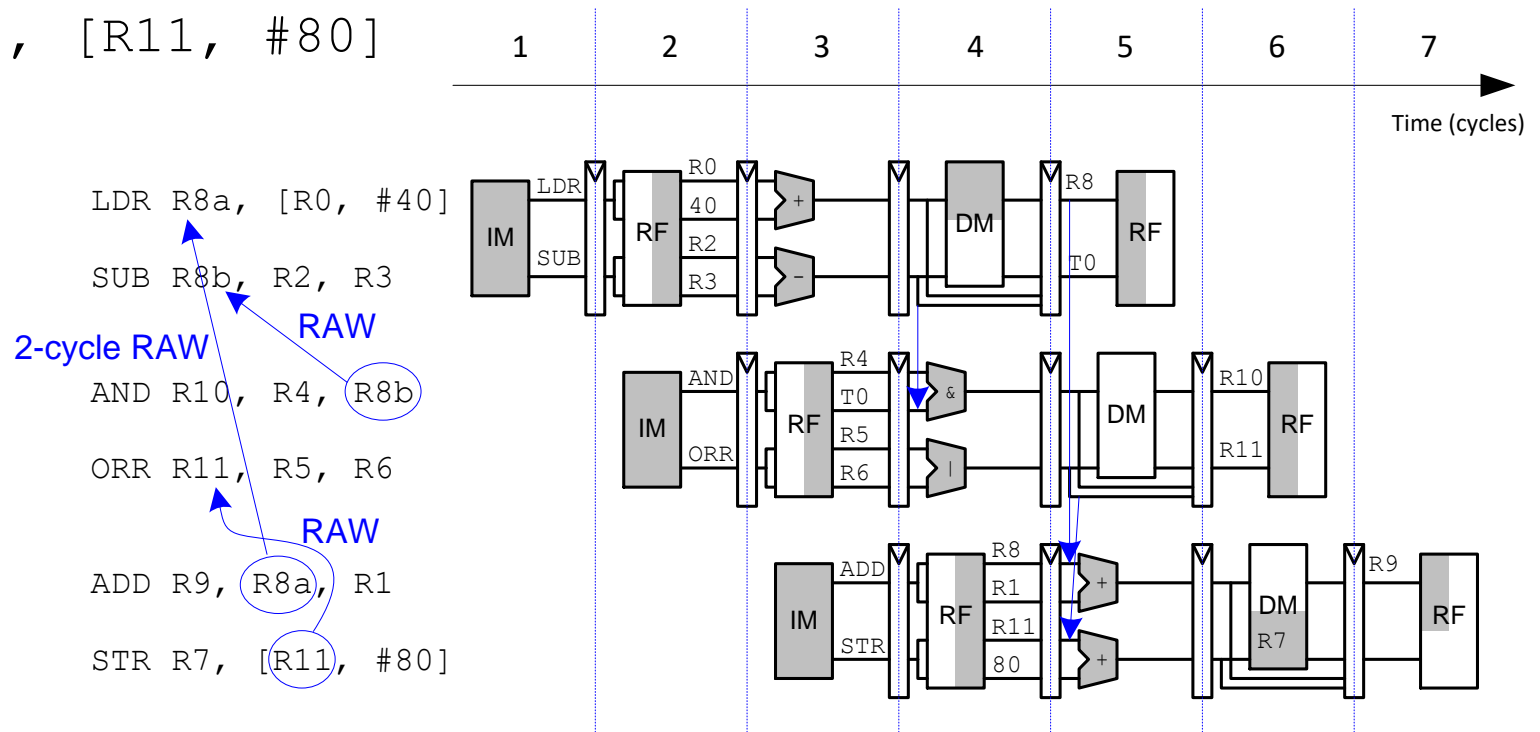 , [R11, #80]
1 2 3 4 5 6 7
Time (cycles)
LDR R8a, [R0, #40]
SUB R8b, R2, R3
RAW
2-cycle RAW
AND R10, R4, R8b
ORR R11, R5, R6
RAW
ADD R9, R8a, R1
STR R7, [R11, #80]
IM
LDR
SUB
RF
R0
40
R2
R3
+
-
DM
R8
T0
RF
IM
AND
ORR
RF
R4
T0
R5
R6
&
|
DM
R10
R11
RF
IM
ADD
STR
RF
R8
R1
R11
80
+
+
DM
R7
R9
RF